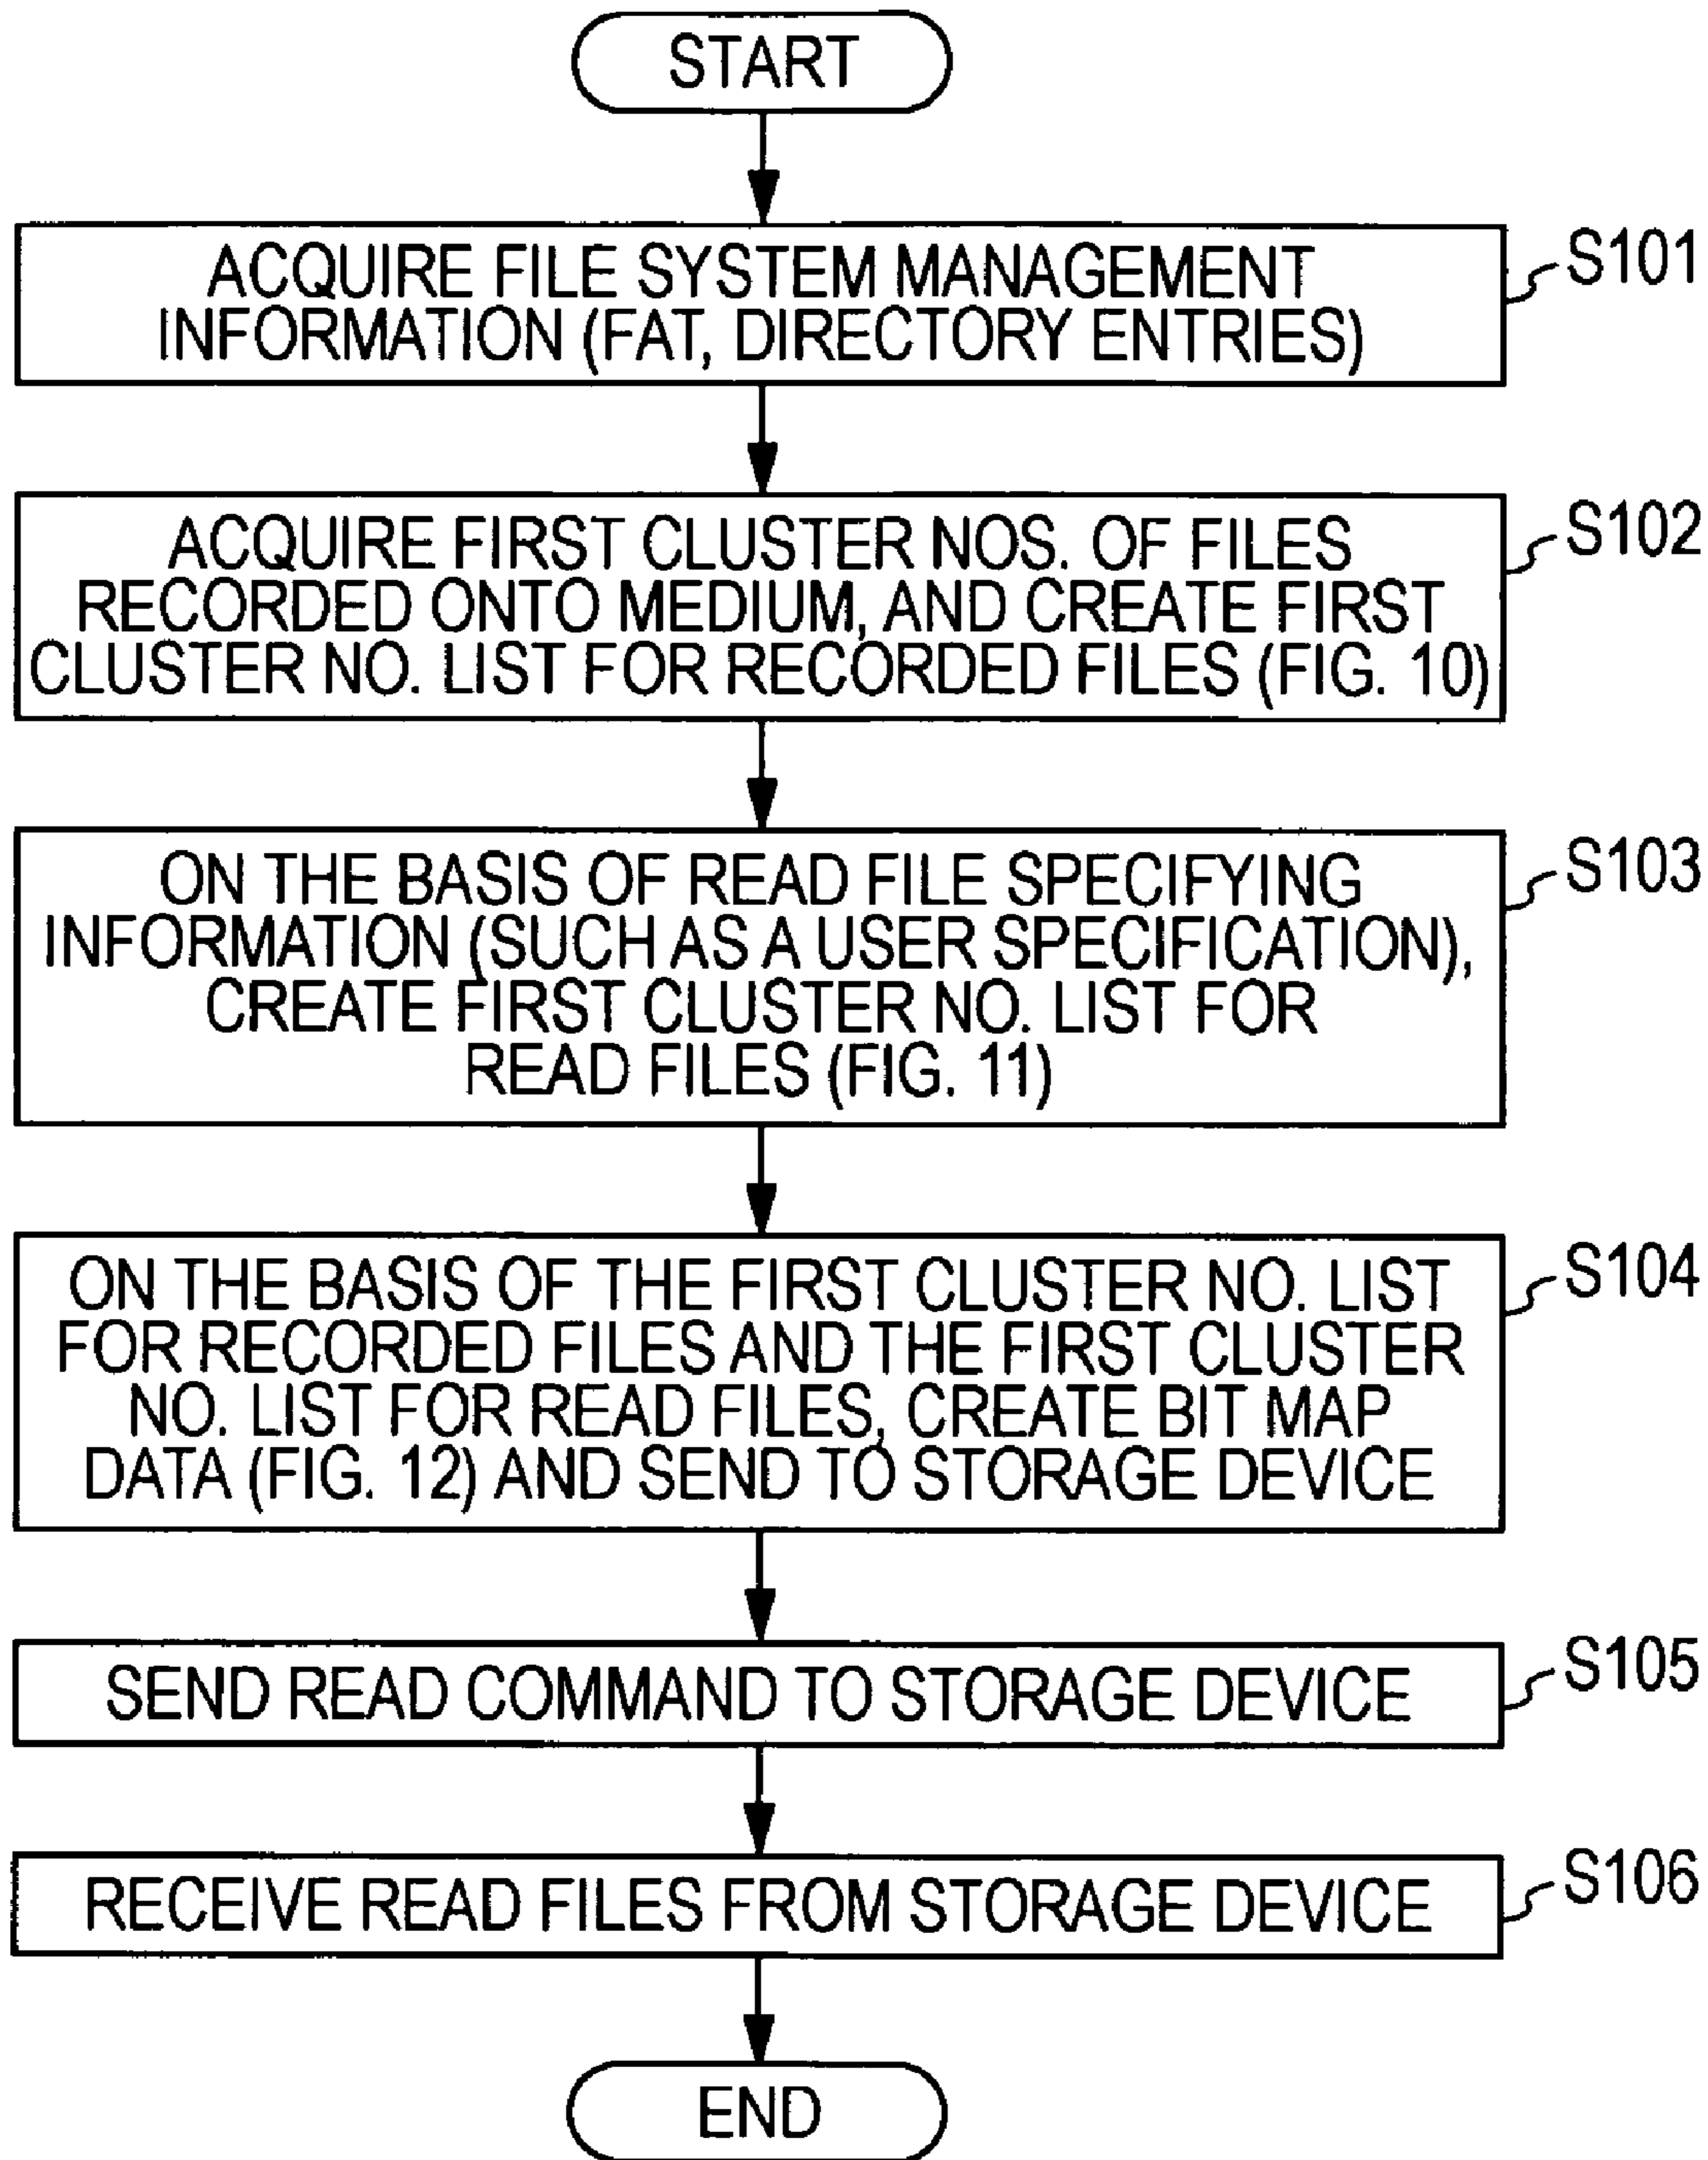 START
ACQUIRE FILE SYSTEM MANAGEMENT
INFORMATION (FAT, DIRECTORY ENTRIES)
S101
ACQUIRE FIRST CLUSTER NOS. OF FILES
RECORDED ONTO MEDIUM, AND CREATE FIRST
CLUSTER NO. LIST FOR RECORDED FILES (FIG. 10)
S102
ON THE BASIS OF READ FILE SPECIFYING
INFORMATION (SUCH AS A USER SPECIFICATION),
CREATE FIRST CLUSTER NO. LIST FOR
READ FILES (FIG. 11)
S103
ON THE BASIS OF THE FIRST CLUSTER NO. LIST
FOR RECORDED FILES AND THE FIRST CLUSTER
NO. LIST FOR READ FILES, CREATE BIT MAP
DATA (FIG. 12) AND SEND TO STORAGE DEVICE
S104
SEND READ COMMAND TO STORAGE DEVICE
S105
RECEIVE READ FILES FROM STORAGE DEVICE
S106
END